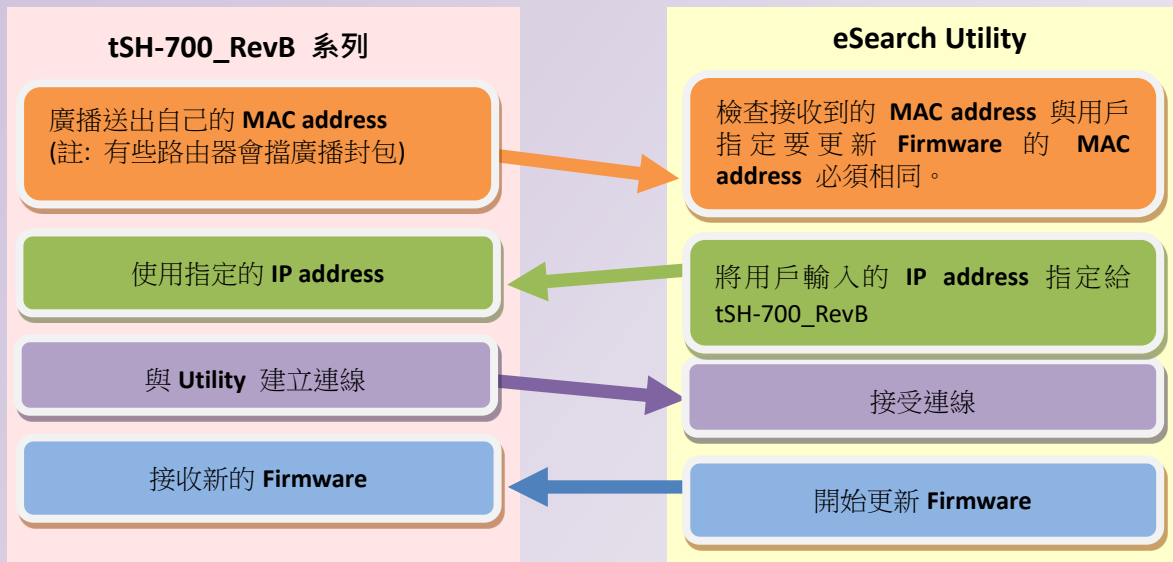 tSH-700_RevB 系列
廣播送出自己的 MAC address
(註: 有些路由器會擋廣播封包)
使用指定的 IP address
與 Utility 建立連線
接收新的 Firmware
eSearch Utility
檢查接收到的 MAC address 與用戶
指定要更新 Firmware 的 MAC
address 必須相同。
將用戶輸入的 IP address 指定給
tSH-700_RevB
接受連線
開始更新 Firmware